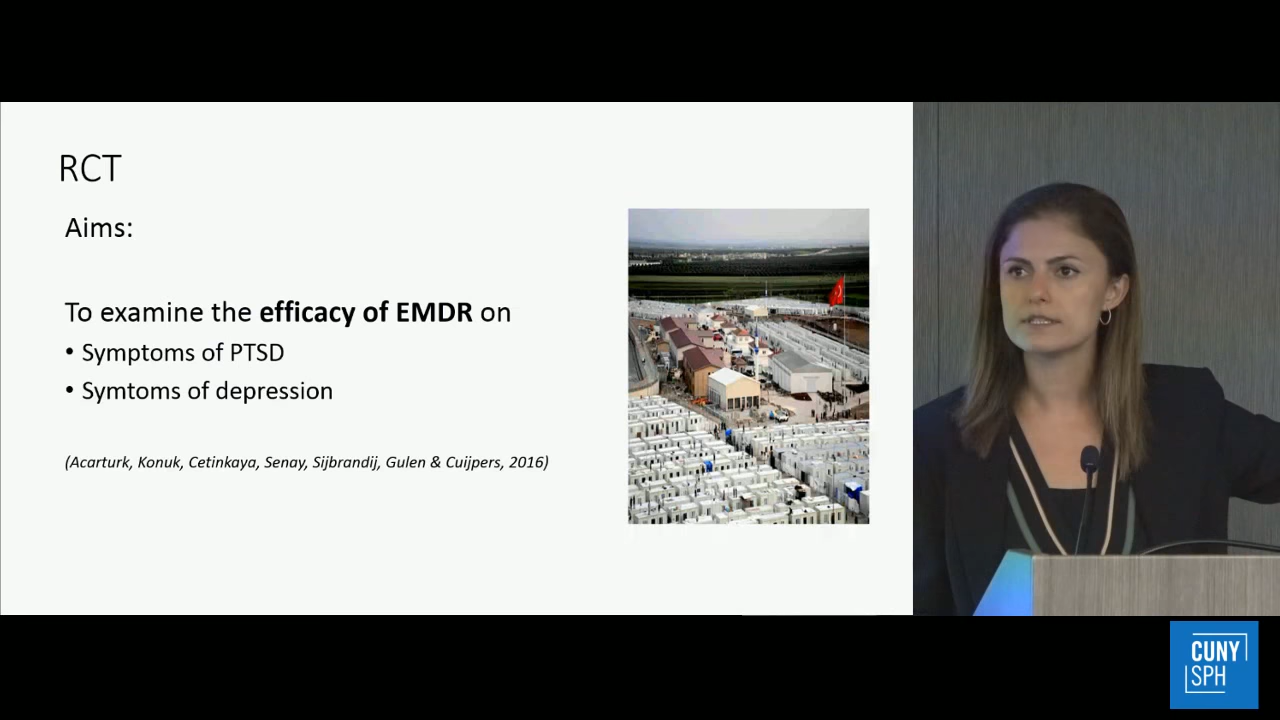 RCT
Aims:
To examine the efficacy of EMDR on
• Symptoms of PTSD
• Symtoms of depression
(Acarturk, Konuk, Cetinkaya, Senay, Sijbrandij, Gulen & Cuijpers, 2016)
CUNY
SPH